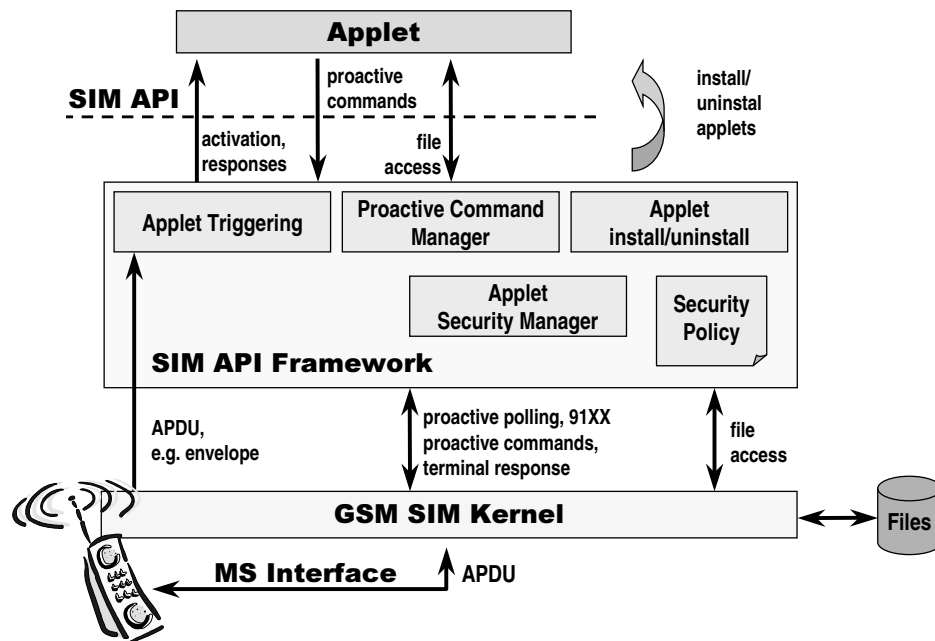 Applet
proactive
commands
install/
uninstal
applets
SIM API
activation,
responses
file
access
Applet Triggering
Proactive Command
Manager
Applet
install/uninstall
Applet
Security Manager
Security
Policy
SIM API Framework
APDU,
e.g. envelope
proactive polling, 91XX
proactive commands,
terminal response
file
access
GSM SIM Kernel
Files
MS Interface
APDU